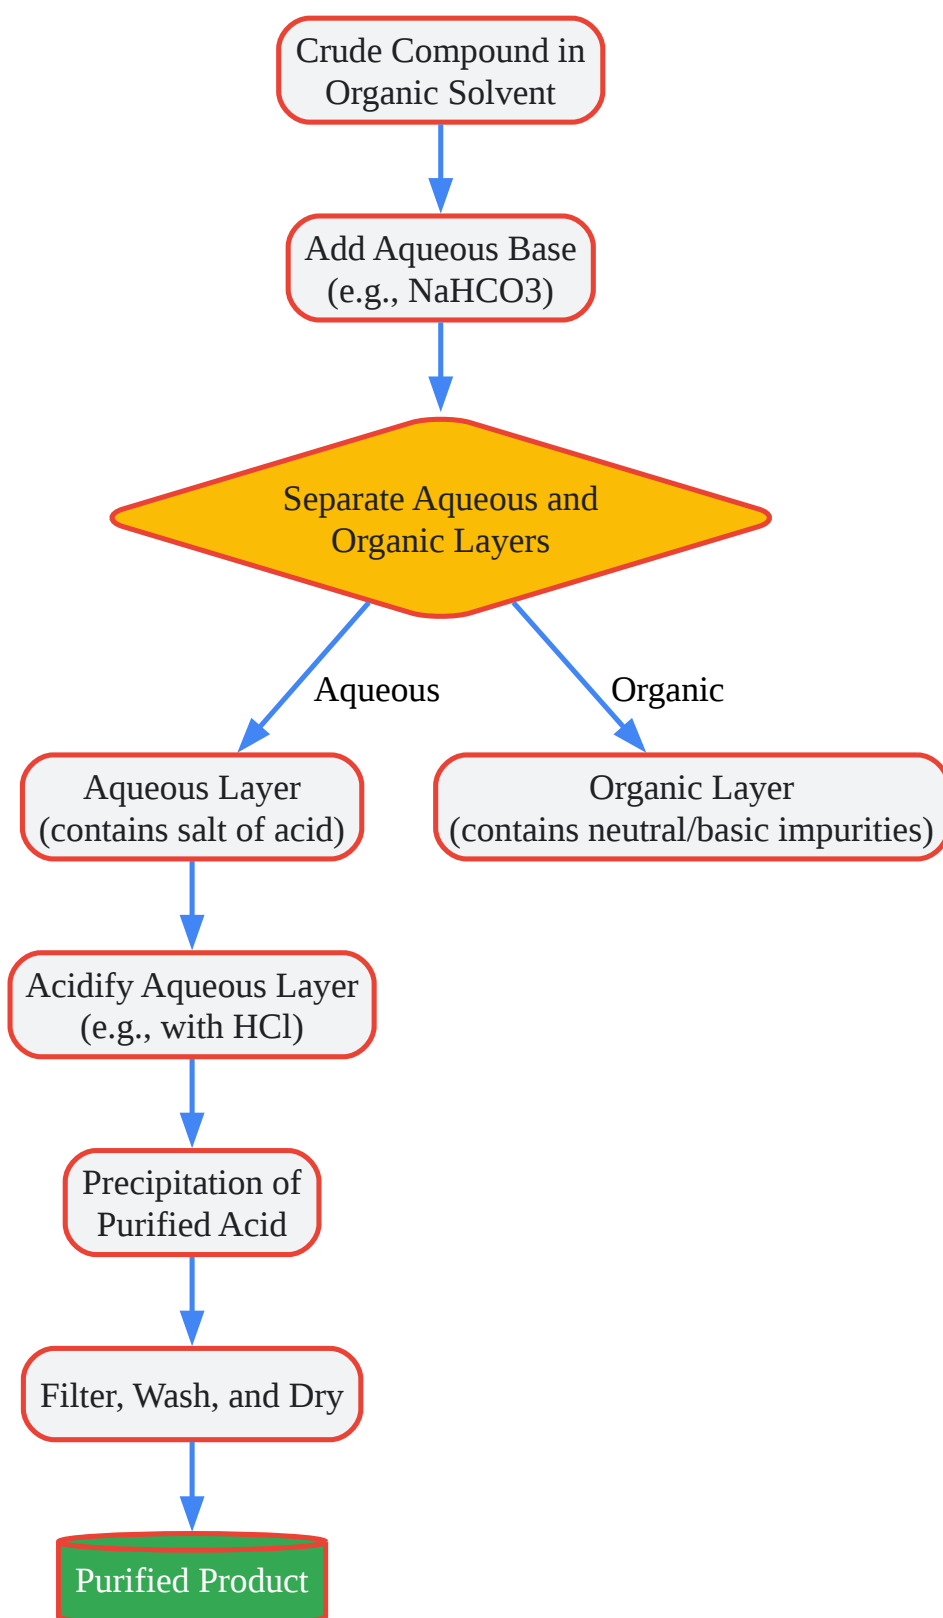 Crude Compound in
Organic Solvent
Add Aqueous Base
(e.g., NaHCO3)
Separate Aqueous and
Organic Layers
Aqueous
Organic
Aqueous Layer
(contains salt of acid)
Organic Layer
(contains neutral/basic impurities)
Acidify Aqueous Layer
(e.g., with HCl)
Precipitation of
Purified Acid
Filter, Wash, and Dry
Purified Product